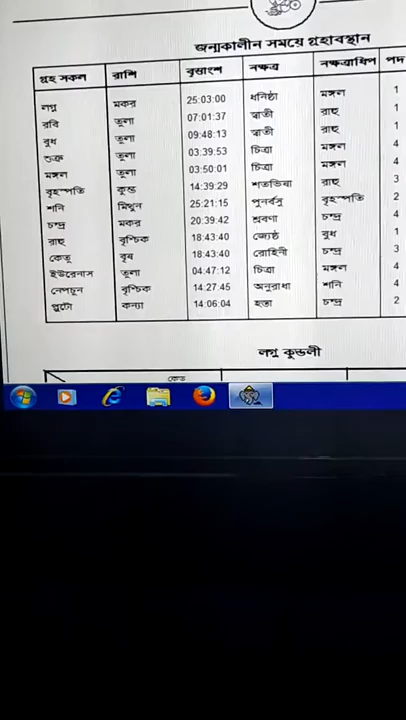 জন্মকালীন সময়ে গ্রহাবস্থান
গ্রহ সকল রাশি বৃত্তাংশ নক্ষত্র নক্ষত্রাধিপ পদ
লগ্ন মকর 25:03:00 ধনিষ্ঠা মঙ্গল 1
রবি তূলা 07:01:37 স্বাতী রাহু 1
বুধ তূলা 09:48:13 স্বাতী রাহু 1
শুক্র তূলা 03:39:53 চিত্রা মঙ্গল 4
মঙ্গল তূলা 03:50:01 চিত্রা মঙ্গল 4
বৃহস্পতি কুম্ভ 14:39:29 শতভিষা রাহু 3
শনি মিথুন 25:21:15 পুনর্বসু বৃহস্পতি 2
চন্দ্র মকর 20:39:42 শ্রবণা চন্দ্র 4
রাহু বৃশ্চিক 18:43:40 জ্যেষ্ঠ বুধ 1
কেতু বৃষ 18:43:40 রোহিনী চন্দ্র 3
ইউরেনাস তূলা 04:47:12 চিত্রা মঙ্গল 4
নেপচুন বৃশ্চিক 14:27:45 অনুরাধা শনি 4
প্লুটো কন্যা 14:06:04 হস্তা চন্দ্র 2
লগ্ন কুন্ডলী
কেতু